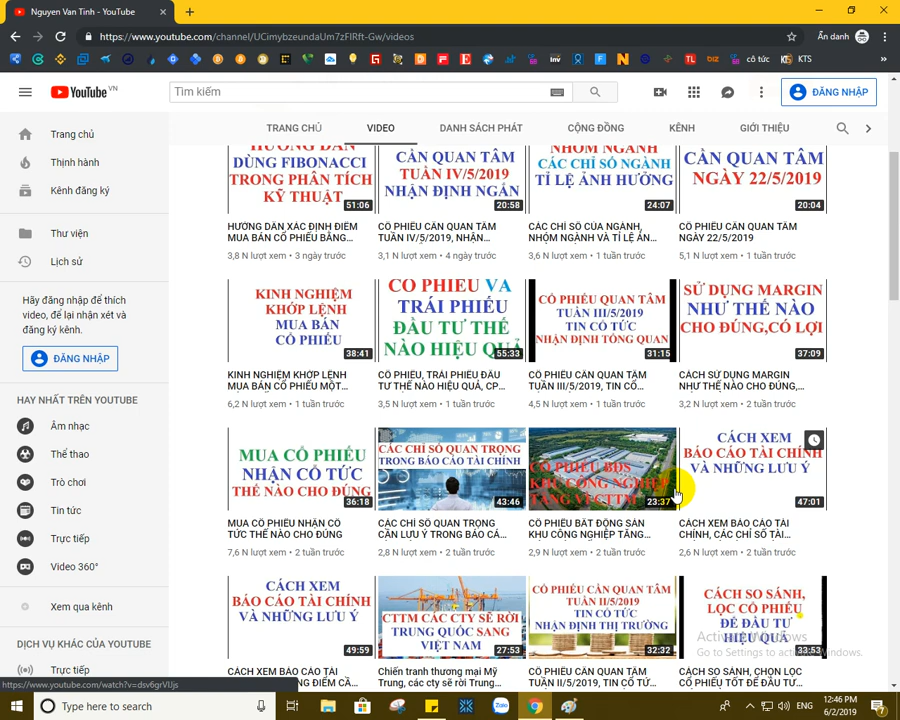 Nguyen Van Tinh - YouTube
https://www.youtube.com/channel/UCimybzeundaUm7zFIRft-Gw/videos
Ẩn danh
cô tức
KTS
YouTube VN
Tìm kiếm
ĐĂNG NHẬP
TRANG CHỦ
VIDEO
DANH SÁCH PHÁT
CỘNG ĐỒNG
KÊNH
GIỚI THIỆU
Trang chủ
Thịnh hành
Kênh đăng ký
Thư viện
Lịch sử
Hãy đăng nhập để thích
video, để lại nhận xét và
đăng ký kênh.
ĐĂNG NHẬP
HAY NHẤT TRÊN YOUTUBE
Âm nhạc
Thể thao
Trò chơi
Tin tức
Trực tiếp
Video 360°
Xem qua kênh
DỊCH VỤ KHÁC CỦA YOUTUBE
Trực tiếp
HƯỚNG DẪN
DÙNG FIBONACCI
TRONG PHÂN TÍCH
KỸ THUẬT
51:06
HƯỚNG DẪN XÁC ĐỊNH ĐIỂM
MUA BÁN CỔ PHIẾU BẰNG...
3,8 N lượt xem • 3 ngày trước
CẦN QUAN TÂM
TUẦN IV/5/2019
NHẬN ĐỊNH NGẮN
20:58
CỔ PHIẾU CẦN QUAN TÂM
TUẦN IV/5/2019, NHẬN...
3,1 N lượt xem • 4 ngày trước
NHÓM NGÀNH
CÁC CHỈ SỐ NGÀNH
TỈ LỆ ẢNH HƯỞNG
24:07
CÁC CHỈ SỐ CỦA NGÀNH,
NHÓM NGÀNH VÀ TỈ LỆ ẢN...
3,6 N lượt xem • 1 tuần trước
CẦN QUAN TÂM
NGÀY 22/5/2019
20:04
CỔ PHIẾU CẦN QUAN TÂM
NGÀY 22/5/2019
5,1 N lượt xem • 1 tuần trước
KINH NGHIỆM
KHỚP LỆNH
MUA BÁN
CỔ PHIẾU
38:41
KINH NGHIỆM KHỚP LỆNH
MUA BÁN CỔ PHIẾU MỘT...
6,2 N lượt xem • 1 tuần trước
CỔ PHIẾU VÀ
TRÁI PHIẾU
ĐẦU TƯ THẾ
NÀO HIỆU QUẢ
55:33
CỔ PHIẾU, TRÁI PHIẾU ĐẦU
TƯ THẾ NÀO HIỆU QUẢ, CP...
3,5 N lượt xem • 1 tuần trước
CỔ PHIẾU QUAN TÂM
TUẦN III/5/2019
TIN CỔ TỨC
NHẬN ĐỊNH TỔNG QUAN
31:15
CỔ PHIẾU CẦN QUAN TÂM
TUẦN III/5/2019, TIN CỔ...
4,5 N lượt xem • 1 tuần trước
SỬ DỤNG MARGIN
NHƯ THẾ NÀO
CHO ĐÚNG,CÓ LỢI
37:09
CÁCH SỬ DỤNG MARGIN
NHƯ THẾ NÀO CHO ĐÚNG,...
3,2 N lượt xem • 2 tuần trước
MUA CỔ PHIẾU
NHẬN CỔ TỨC
THẾ NÀO CHO ĐÚNG
36:18
MUA CỔ PHIẾU NHẬN CỔ
TỨC THẾ NÀO CHO ĐÚNG
7,6 N lượt xem • 2 tuần trước
CÁC CHỈ SỐ QUAN TRỌNG
TRONG BÁO CÁO TÀI CHÍNH
43:46
CÁC CHỈ SỐ QUAN TRỌNG
CẦN LƯU Ý TRONG BÁO CÁ...
2,8 N lượt xem • 2 tuần trước
CỔ PHIẾU BĐS
KHU CÔNG NGHIỆP
TĂNG VÌ CTTM
23:37
CỔ PHIẾU BẤT ĐỘNG SẢN
KHU CÔNG NGHIỆP TĂNG...
2,9 N lượt xem • 2 tuần trước
CÁCH XEM
BÁO CÁO TÀI CHÍNH
VÀ NHỮNG LƯU Ý
47:01
CÁCH XEM BÁO CÁO TÀI
CHÍNH, CÁC CHỈ SỐ TÀI...
2,6 N lượt xem • 2 tuần trước
CÁCH XEM
BÁO CÁO TÀI CHÍNH
VÀ NHỮNG LƯU Ý
49:59
CÁCH XEM BÁO CÁO TÀI
CTTM CÁC CTY SẼ RỜI
TRUNG QUỐC SANG
VIỆT NAM
27:53
Chiến tranh thương mại Mỹ
Trung, các cty sẽ rời Trung...
CỔ PHIẾU CẦN QUAN TÂM
TUẦN II/5/2019
TIN CỔ TỨC
NHẬN ĐỊNH THỊ TRƯỜNG
32:32
CỔ PHIẾU CẦN QUAN TÂM
TUẦN II/5/2019, TIN CỔ TỨC...
CÁCH SO SÁNH,
LỌC CỔ PHIẾU
ĐỂ ĐẦU TƯ
HIỆU QUẢ
33:53
CÁCH SO SÁNH, CHỌN LỌC
CỔ PHIẾU TỐT ĐỂ ĐẦU TƯ...
Activate Windows
Go to Settings to activate Windows.
https://www.youtube.com/watch?v=dsv6grVIJjs
Type here to search
Zalo
12:46 PM
6/2/2019